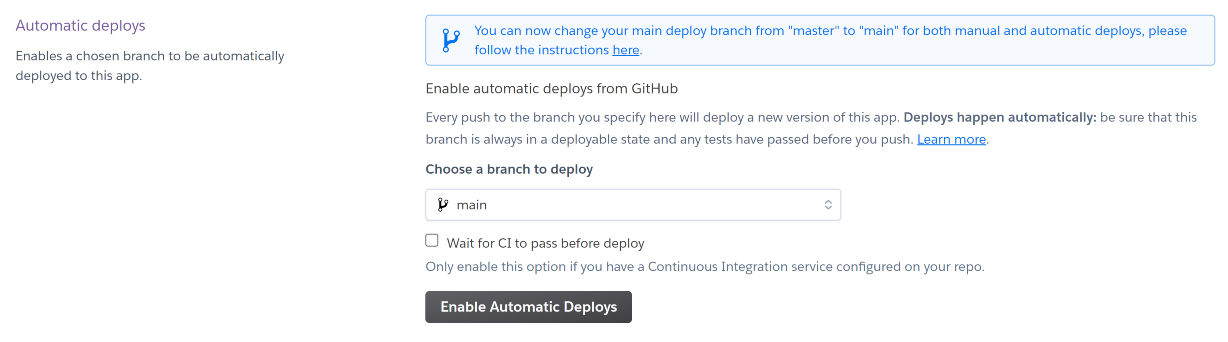 Automatic deploys
Enables a chosen branch to be automatically
deployed to this app.
You can now change your main deploy branch from "master" to "main" for both manual and automatic deploys, please
follow the instructions here.
Enable automatic deploys from GitHub
Every push to the branch you specify here will deploy a new version of this app. Deploys happen automatically: be sure that this
branch is always in a deployable state and any tests have passed before you push. Learn more.
Choose a branch to deploy
main
Wait for CI to pass before deploy
Only enable this option if you have a Continuous Integration service configured on your repo.
Enable Automatic Deploys